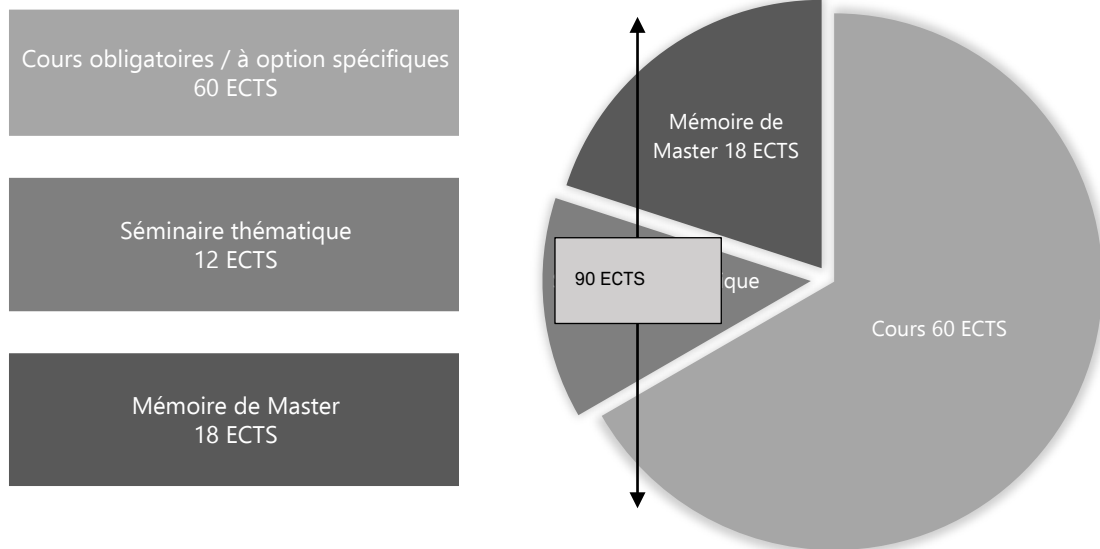 Cours obligatoires / à option spécifiques
60 ECTS
Séminaire thématique
12 ECTS
Mémoire de Master
18 ECTS
Mémoire de
Master 18 ECTS
90 ECTS
Cours 60 ECTS